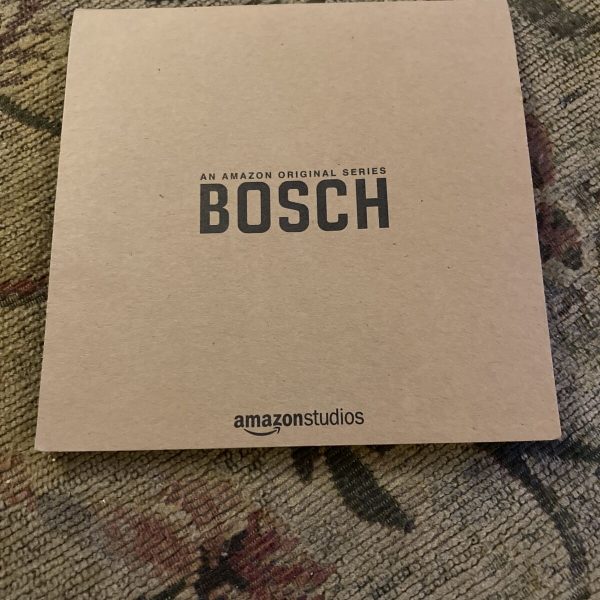 AN AMAZON ORIGINAL SERIES
BOSCH
amazonstudios